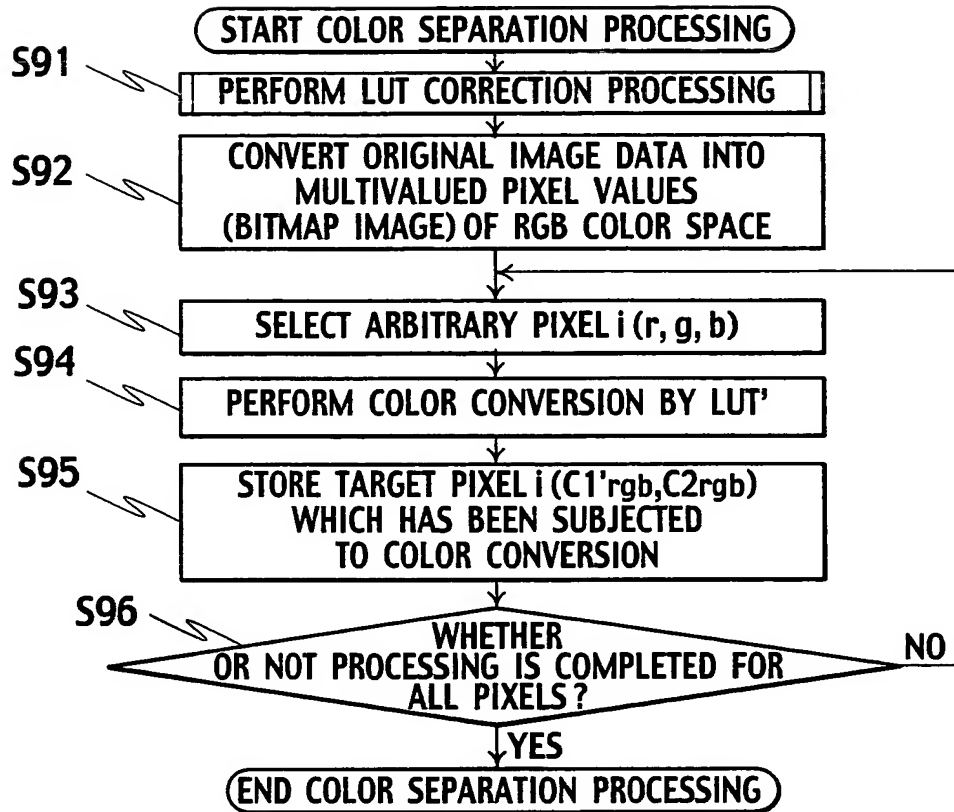 START COLOR SEPARATION PROCESSING
S91
PERFORM LUT CORRECTION PROCESSING
S92
CONVERT ORIGINAL IMAGE DATA INTO
MULTIVALUED PIXEL VALUES
(BITMAP IMAGE) OF RGB COLOR SPACE
S93
SELECT ARBITRARY PIXEL i (r, g, b)
S94
PERFORM COLOR CONVERSION BY LUT'
S95
STORE TARGET PIXEL i (C1'rgb,C2rgb)
WHICH HAS BEEN SUBJECTED
TO COLOR CONVERSION
S96
WHETHER
OR NOT PROCESSING IS COMPLETED FOR
ALL PIXELS?
NO
YES
END COLOR SEPARATION PROCESSING